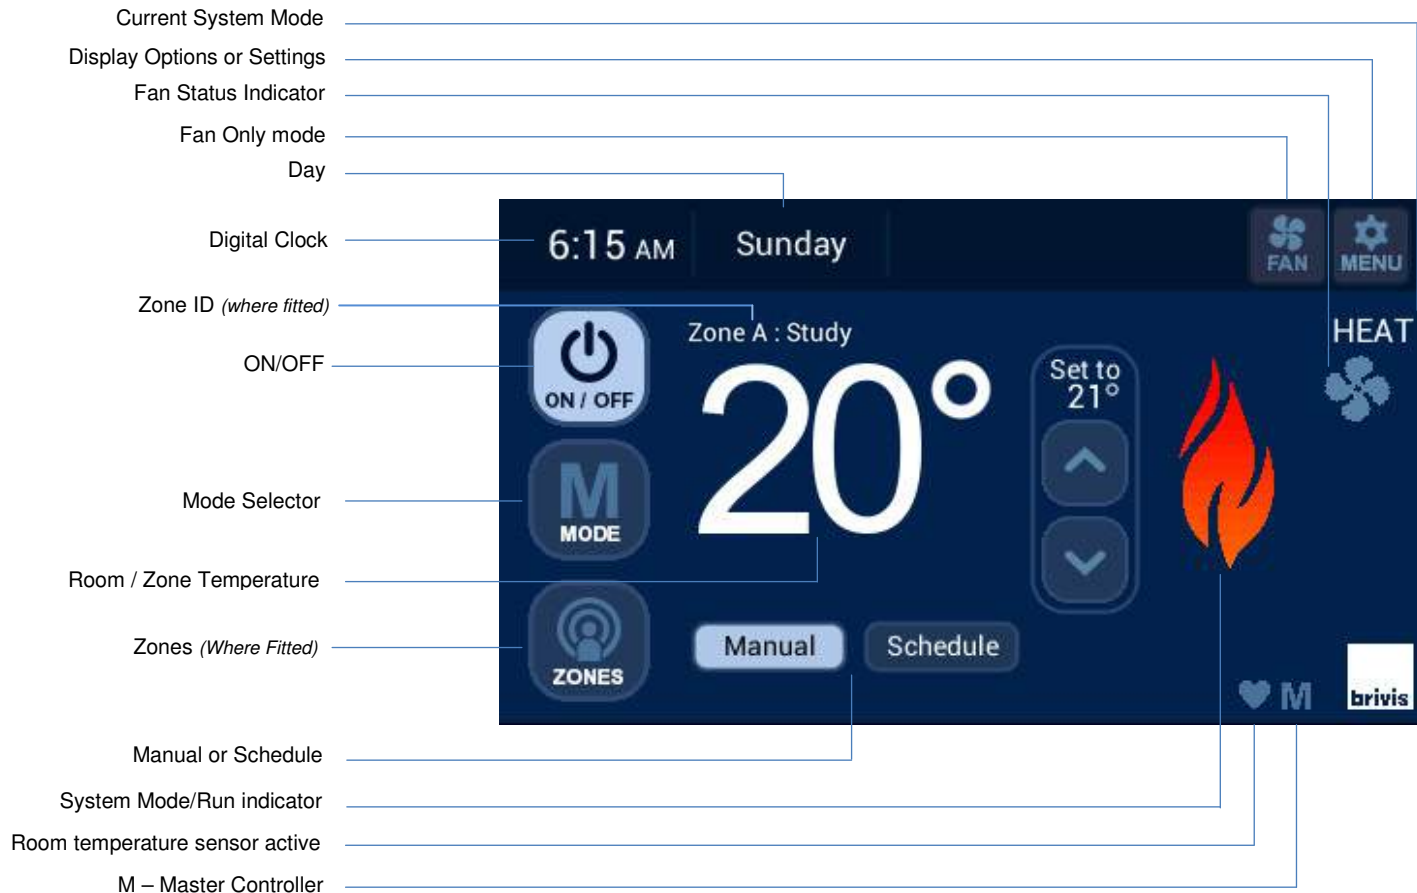 Current System Mode
Display Options or Settings
Fan Status Indicator
Fan Only mode
Day
Digital Clock
Zone ID (where fitted)
ON/OFF
Mode Selector
Room / Zone Temperature
Zones (Where Fitted)
Manual or Schedule
System Mode/Run indicator
Room temperature sensor active
M – Master Controller
6:15 AM
Sunday
FAN
MENU
ON / OFF
Zone A : Study
20°
Set to
21°
HEAT
M
MODE
ZONES
Manual
Schedule
M
brivis